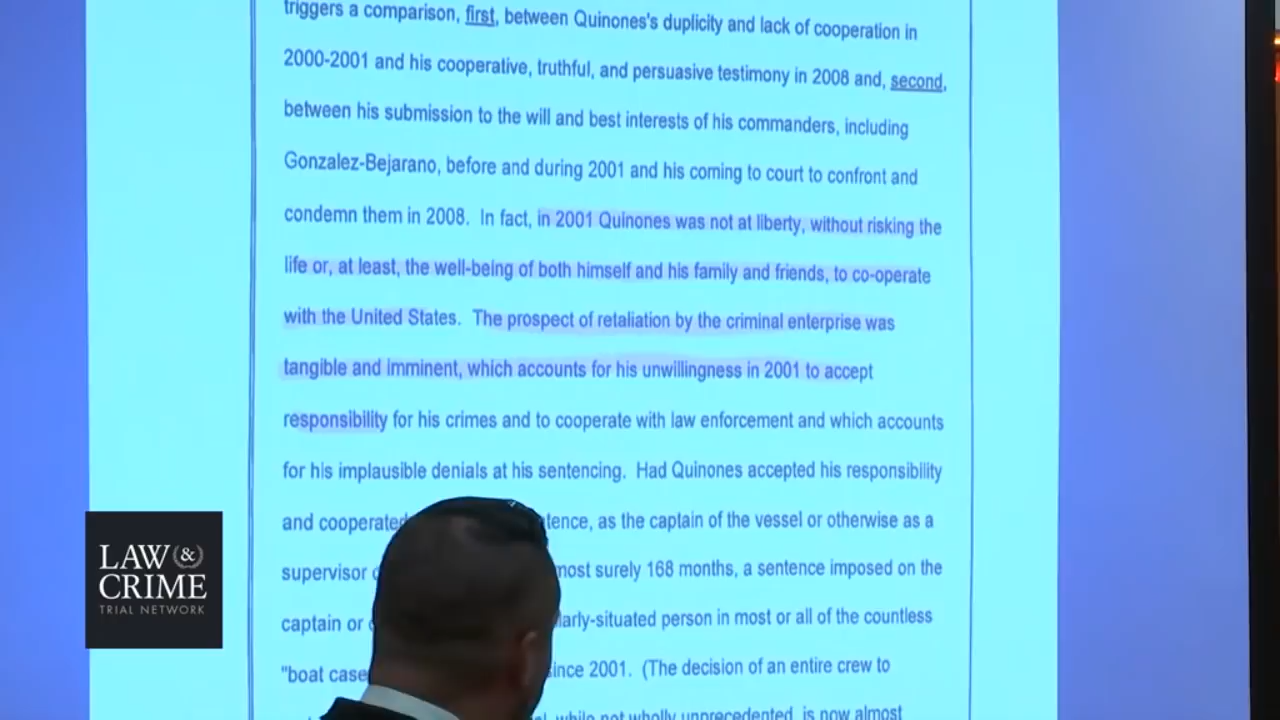 triggers a comparison, first, between Quinones's duplicity and lack of cooperation in
2000-2001 and his cooperative, truthful, and persuasive testimony in 2008 and, second,
between his submission to the will and best interests of his commanders, including
Gonzalez-Bejarano, before and during 2001 and his coming to court to confront and
condemn them in 2008. In fact, in 2001 Quinones was not at liberty, without risking the
life or, at least, the well-being of both himself and his family and friends, to co-operate
with the United States. The prospect of retaliation by the criminal enterprise was
tangible and imminent, which accounts for his unwillingness in 2001 to accept
responsibility for his crimes and to cooperate with law enforcement and which accounts
for his implausible denials at his sentencing. Had Quinones accepted his responsibility
and cooperated tence, as the captain of the vessel or otherwise as a
supervisor most surely 168 months, a sentence imposed on the
captain or larly-situated person in most or all of the countless
"boat case ince 2001. (The decision of an entire crew to
while not wholly unprecedented, is now almost
LAW &
CRIME
TRIAL NETWORK